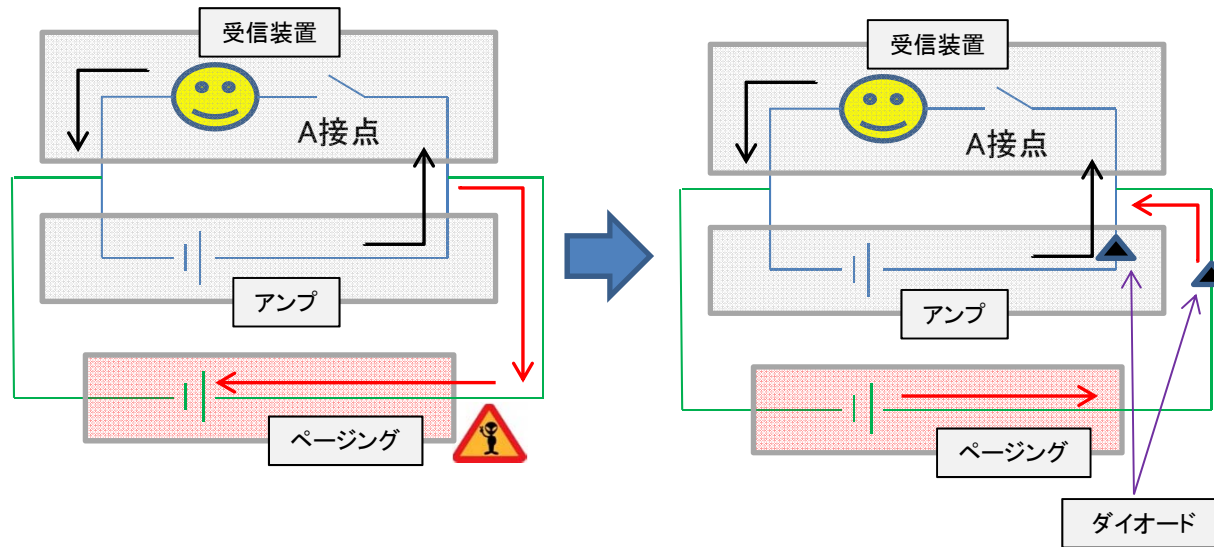 受信装置
A接点
アンプ
ページング
受信装置
A接点
アンプ
ページング
ダイオード